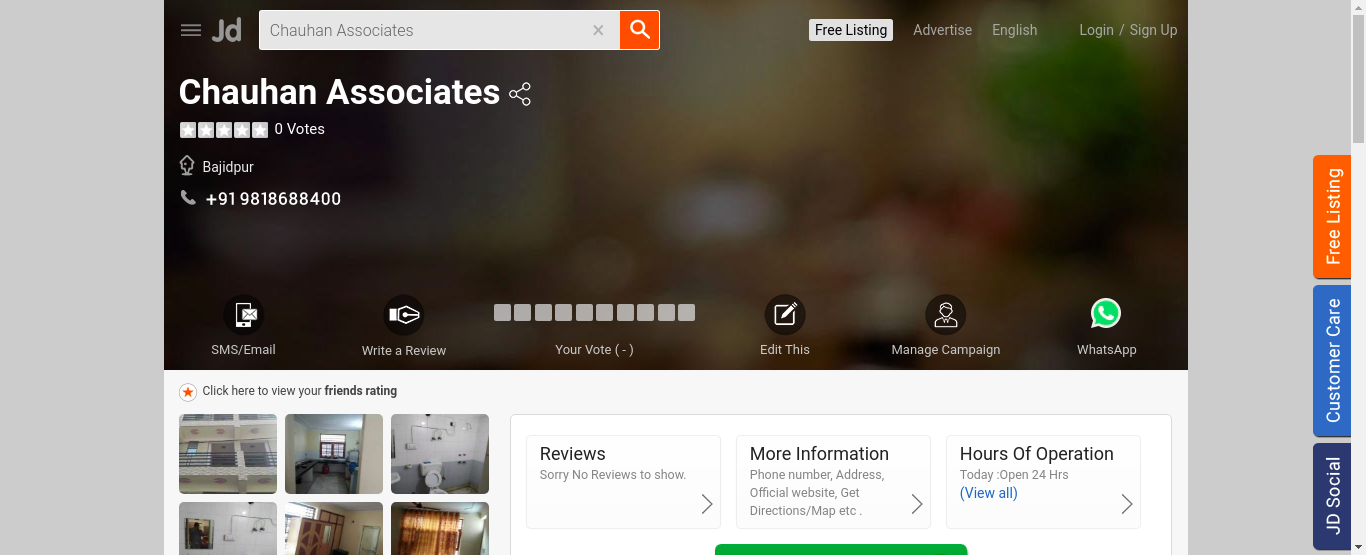 Jd
Chauhan Associates ×
Free Listing
Advertise
English
Login / Sign Up
Chauhan Associates
0 Votes
Bajidpur
+91 9818688400
SMS/Email
Write a Review
Your Vote ( - )
Edit This
Manage Campaign
WhatsApp
Click here to view your friends rating
Reviews
Sorry No Reviews to show.
More Information
Phone number, Address,
Official website, Get
Directions/Map etc .
Hours Of Operation
Today :Open 24 Hrs
(View all)
Free Listing
Customer Care
JD Social